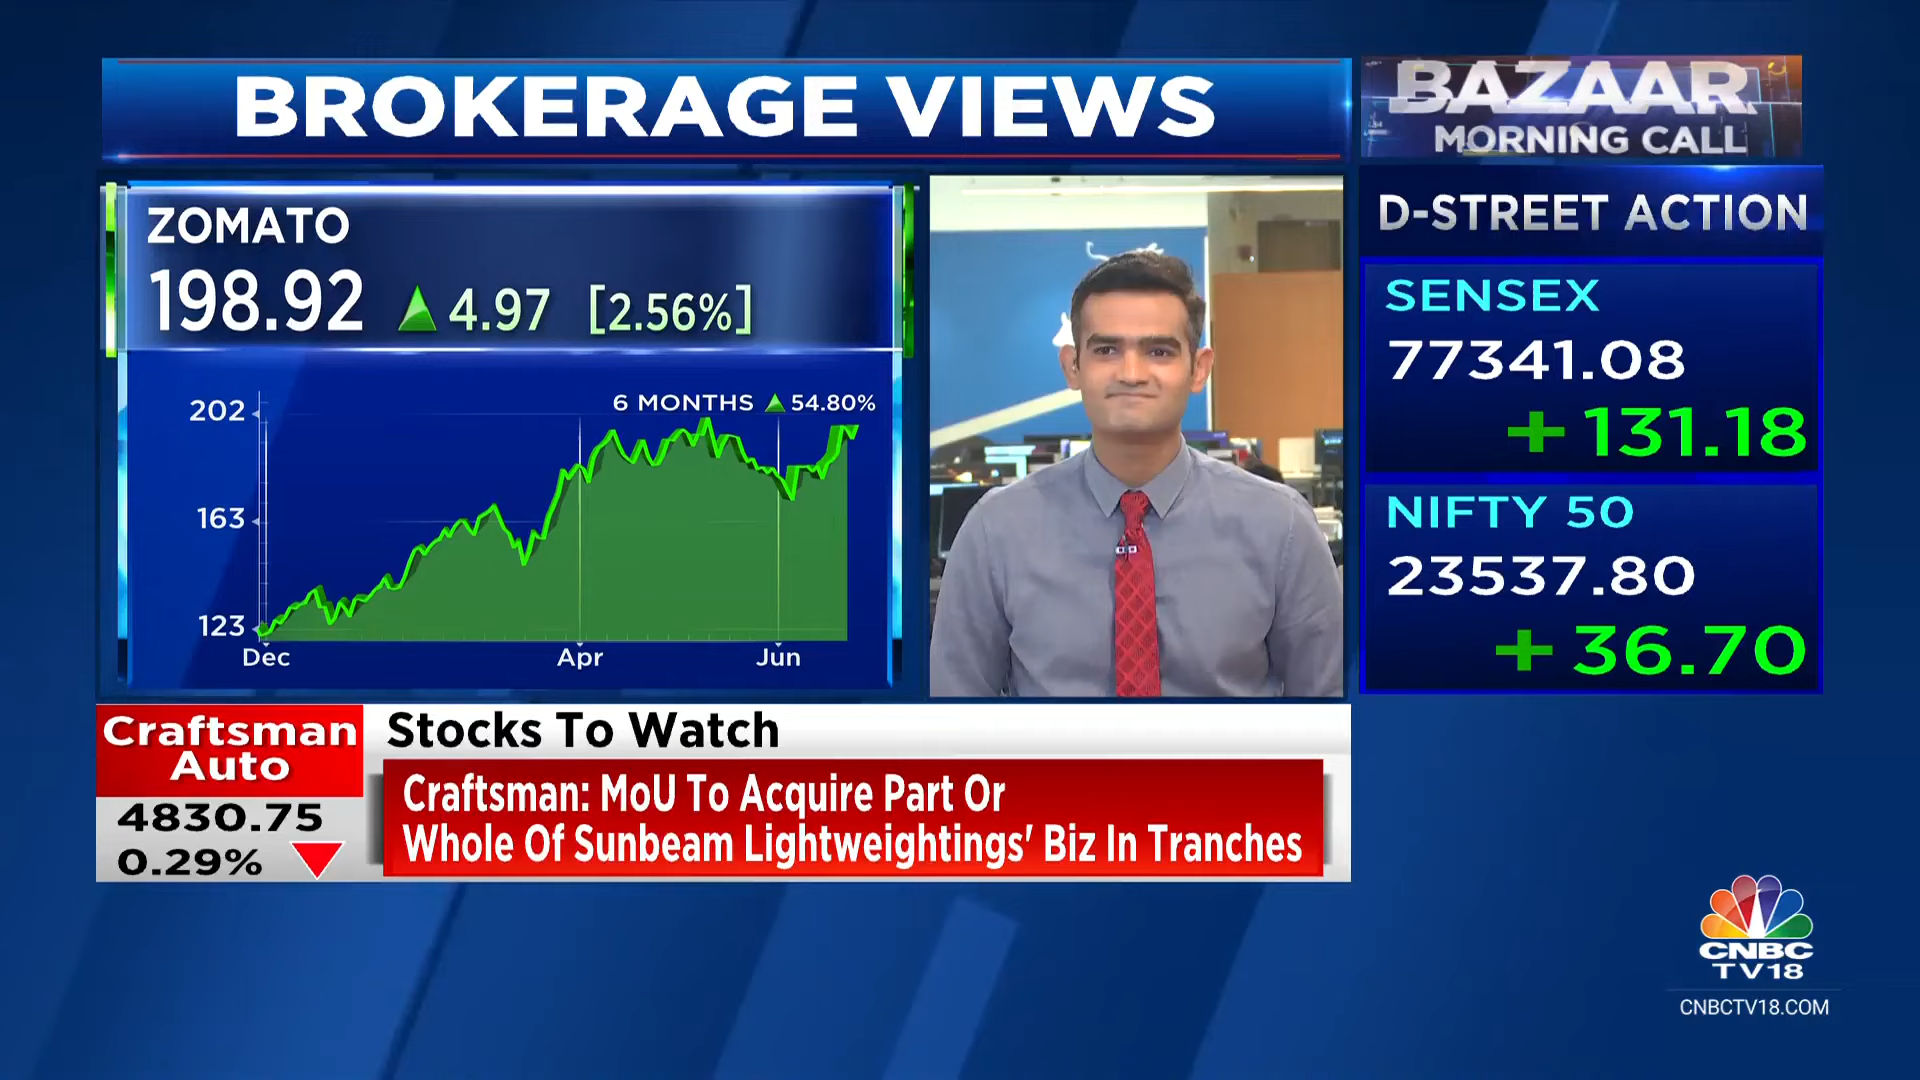 BROKERAGE VIEWS
BAZAAR
MORNING CALL
ZOMATO
198.92 ▲ 4.97 [2.56%]
6 MONTHS ▲ 54.80%
202
163
123
Dec Apr Jun
D-STREET ACTION
SENSEX
77341.08
+ 131.18
NIFTY 50
23537.80
+ 36.70
Craftsman
Auto
4830.75
0.29% ▼
Stocks To Watch
Craftsman: MoU To Acquire Part Or
Whole Of Sunbeam Lightweightings' Biz In Tranches
CNBC
TV18
CNBCTV18.COM